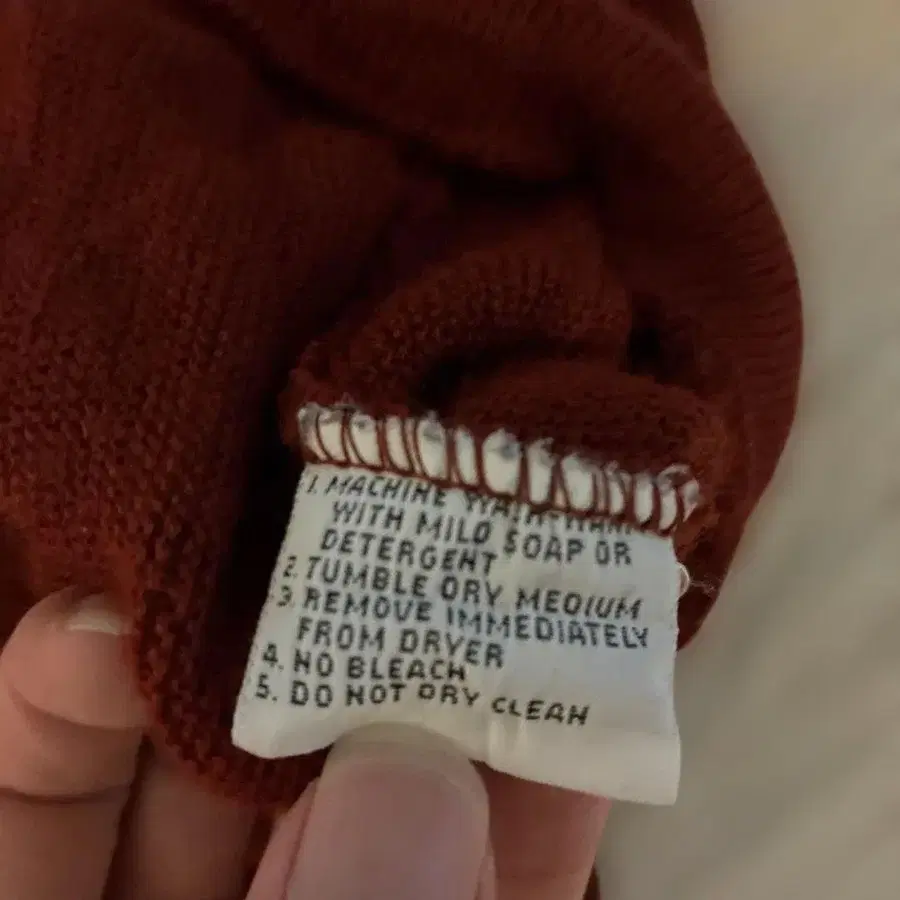 1. MACHINE WASH-WARM
WITH MILD SOAP OR
DETERGENT
2. TUMBLE DRY MEDIUM
3. REMOVE IMMEDIATELY
FROM DRYER
4. NO BLEACH
5. DO NOT DRY CLEAN